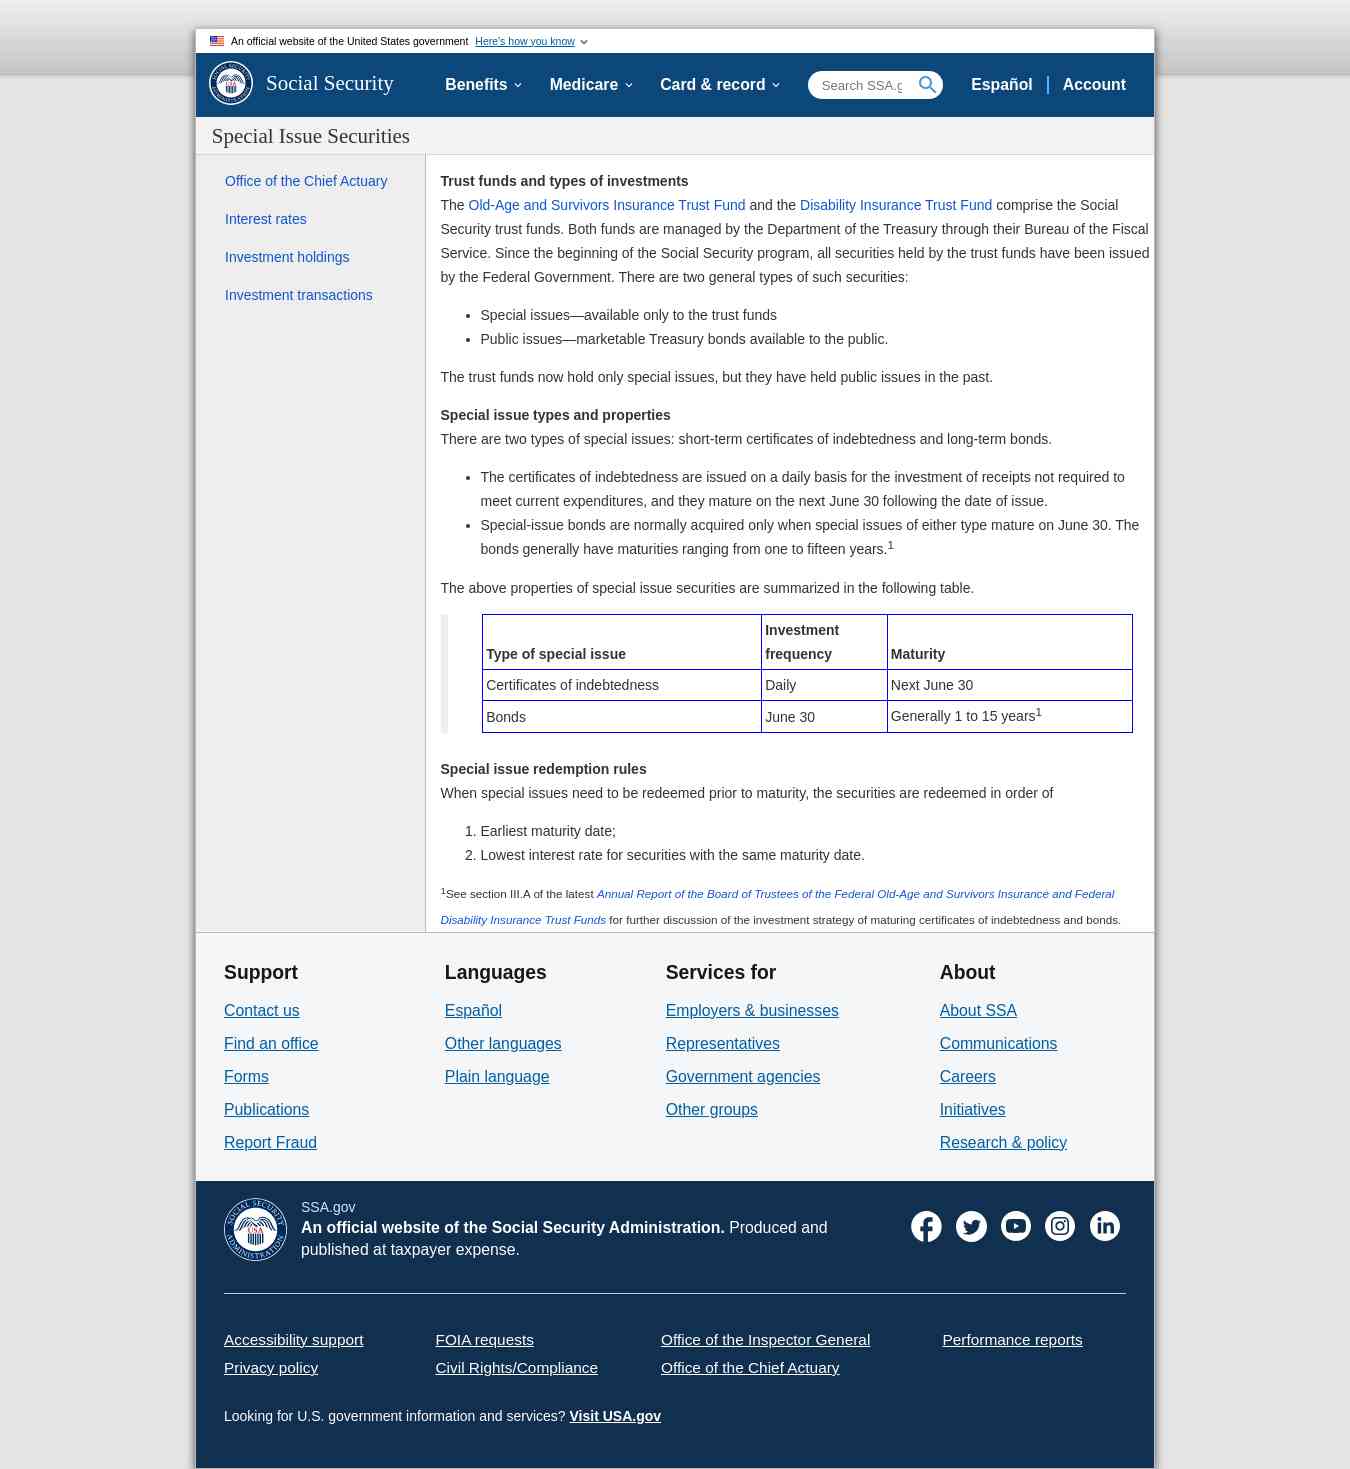 An official website of the United States government Here's how you know
Social Security
Benefits
Medicare
Card & record
Search SSA.g
Español
Account
Special Issue Securities
Office of the Chief Actuary
Interest rates
Investment holdings
Investment transactions
Trust funds and types of investments
The Old-Age and Survivors Insurance Trust Fund and the Disability Insurance Trust Fund comprise the Social
Security trust funds. Both funds are managed by the Department of the Treasury through their Bureau of the Fiscal
Service. Since the beginning of the Social Security program, all securities held by the trust funds have been issued
by the Federal Government. There are two general types of such securities:
• Special issues—available only to the trust funds
• Public issues—marketable Treasury bonds available to the public.
The trust funds now hold only special issues, but they have held public issues in the past.
Special issue types and properties
There are two types of special issues: short-term certificates of indebtedness and long-term bonds.
• The certificates of indebtedness are issued on a daily basis for the investment of receipts not required to
meet current expenditures, and they mature on the next June 30 following the date of issue.
• Special-issue bonds are normally acquired only when special issues of either type mature on June 30. The
bonds generally have maturities ranging from one to fifteen years.1
The above properties of special issue securities are summarized in the following table.
Type of special issue
Investment
frequency
Maturity
Certificates of indebtedness
Daily
Next June 30
Bonds
June 30
Generally 1 to 15 years1
Special issue redemption rules
When special issues need to be redeemed prior to maturity, the securities are redeemed in order of
1. Earliest maturity date;
2. Lowest interest rate for securities with the same maturity date.
1See section III.A of the latest Annual Report of the Board of Trustees of the Federal Old-Age and Survivors Insurance and Federal
Disability Insurance Trust Funds for further discussion of the investment strategy of maturing certificates of indebtedness and bonds.
Support
Contact us
Find an office
Forms
Publications
Report Fraud
Languages
Español
Other languages
Plain language
Services for
Employers & businesses
Representatives
Government agencies
Other groups
About
About SSA
Communications
Careers
Initiatives
Research & policy
SOCIAL SECURITY
USA
ADMINISTRATION
SSA.gov
An official website of the Social Security Administration. Produced and
published at taxpayer expense.
Accessibility support
FOIA requests
Office of the Inspector General
Performance reports
Privacy policy
Civil Rights/Compliance
Office of the Chief Actuary
Looking for U.S. government information and services? Visit USA.gov